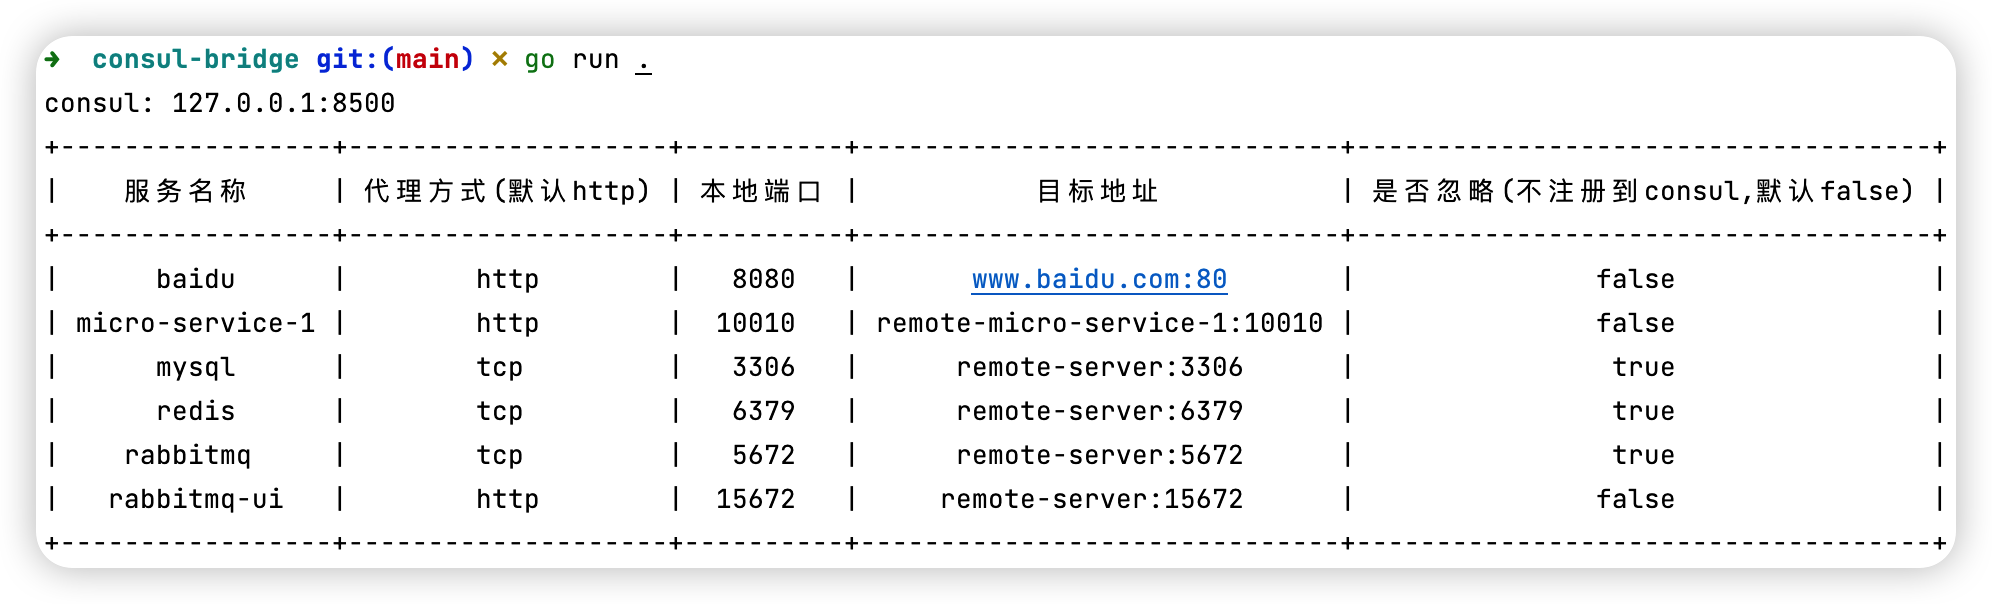 ➜  consul-bridge git:(main) × go run .
consul: 127.0.0.1:8500
+-----------------+--------------------+----------+------------------------------+------------------------------------+
|    服务名称     | 代理方式(默认http) | 本地端口 |           目标地址           | 是否忽略(不注册到consul,默认false) |
+-----------------+--------------------+----------+------------------------------+------------------------------------+
|      baidu      |        http        |   8080   |       www.baidu.com:80       |               false                |
| micro-service-1 |        http        |  10010   | remote-micro-service-1:10010 |               false                |
|      mysql      |        tcp         |   3306   |      remote-server:3306      |                true                |
|      redis      |        tcp         |   6379   |      remote-server:6379      |                true                |
|    rabbitmq     |        tcp         |   5672   |      remote-server:5672      |                true                |
|   rabbitmq-ui   |        http        |  15672   |     remote-server:15672      |               false                |
+-----------------+--------------------+----------+------------------------------+------------------------------------+